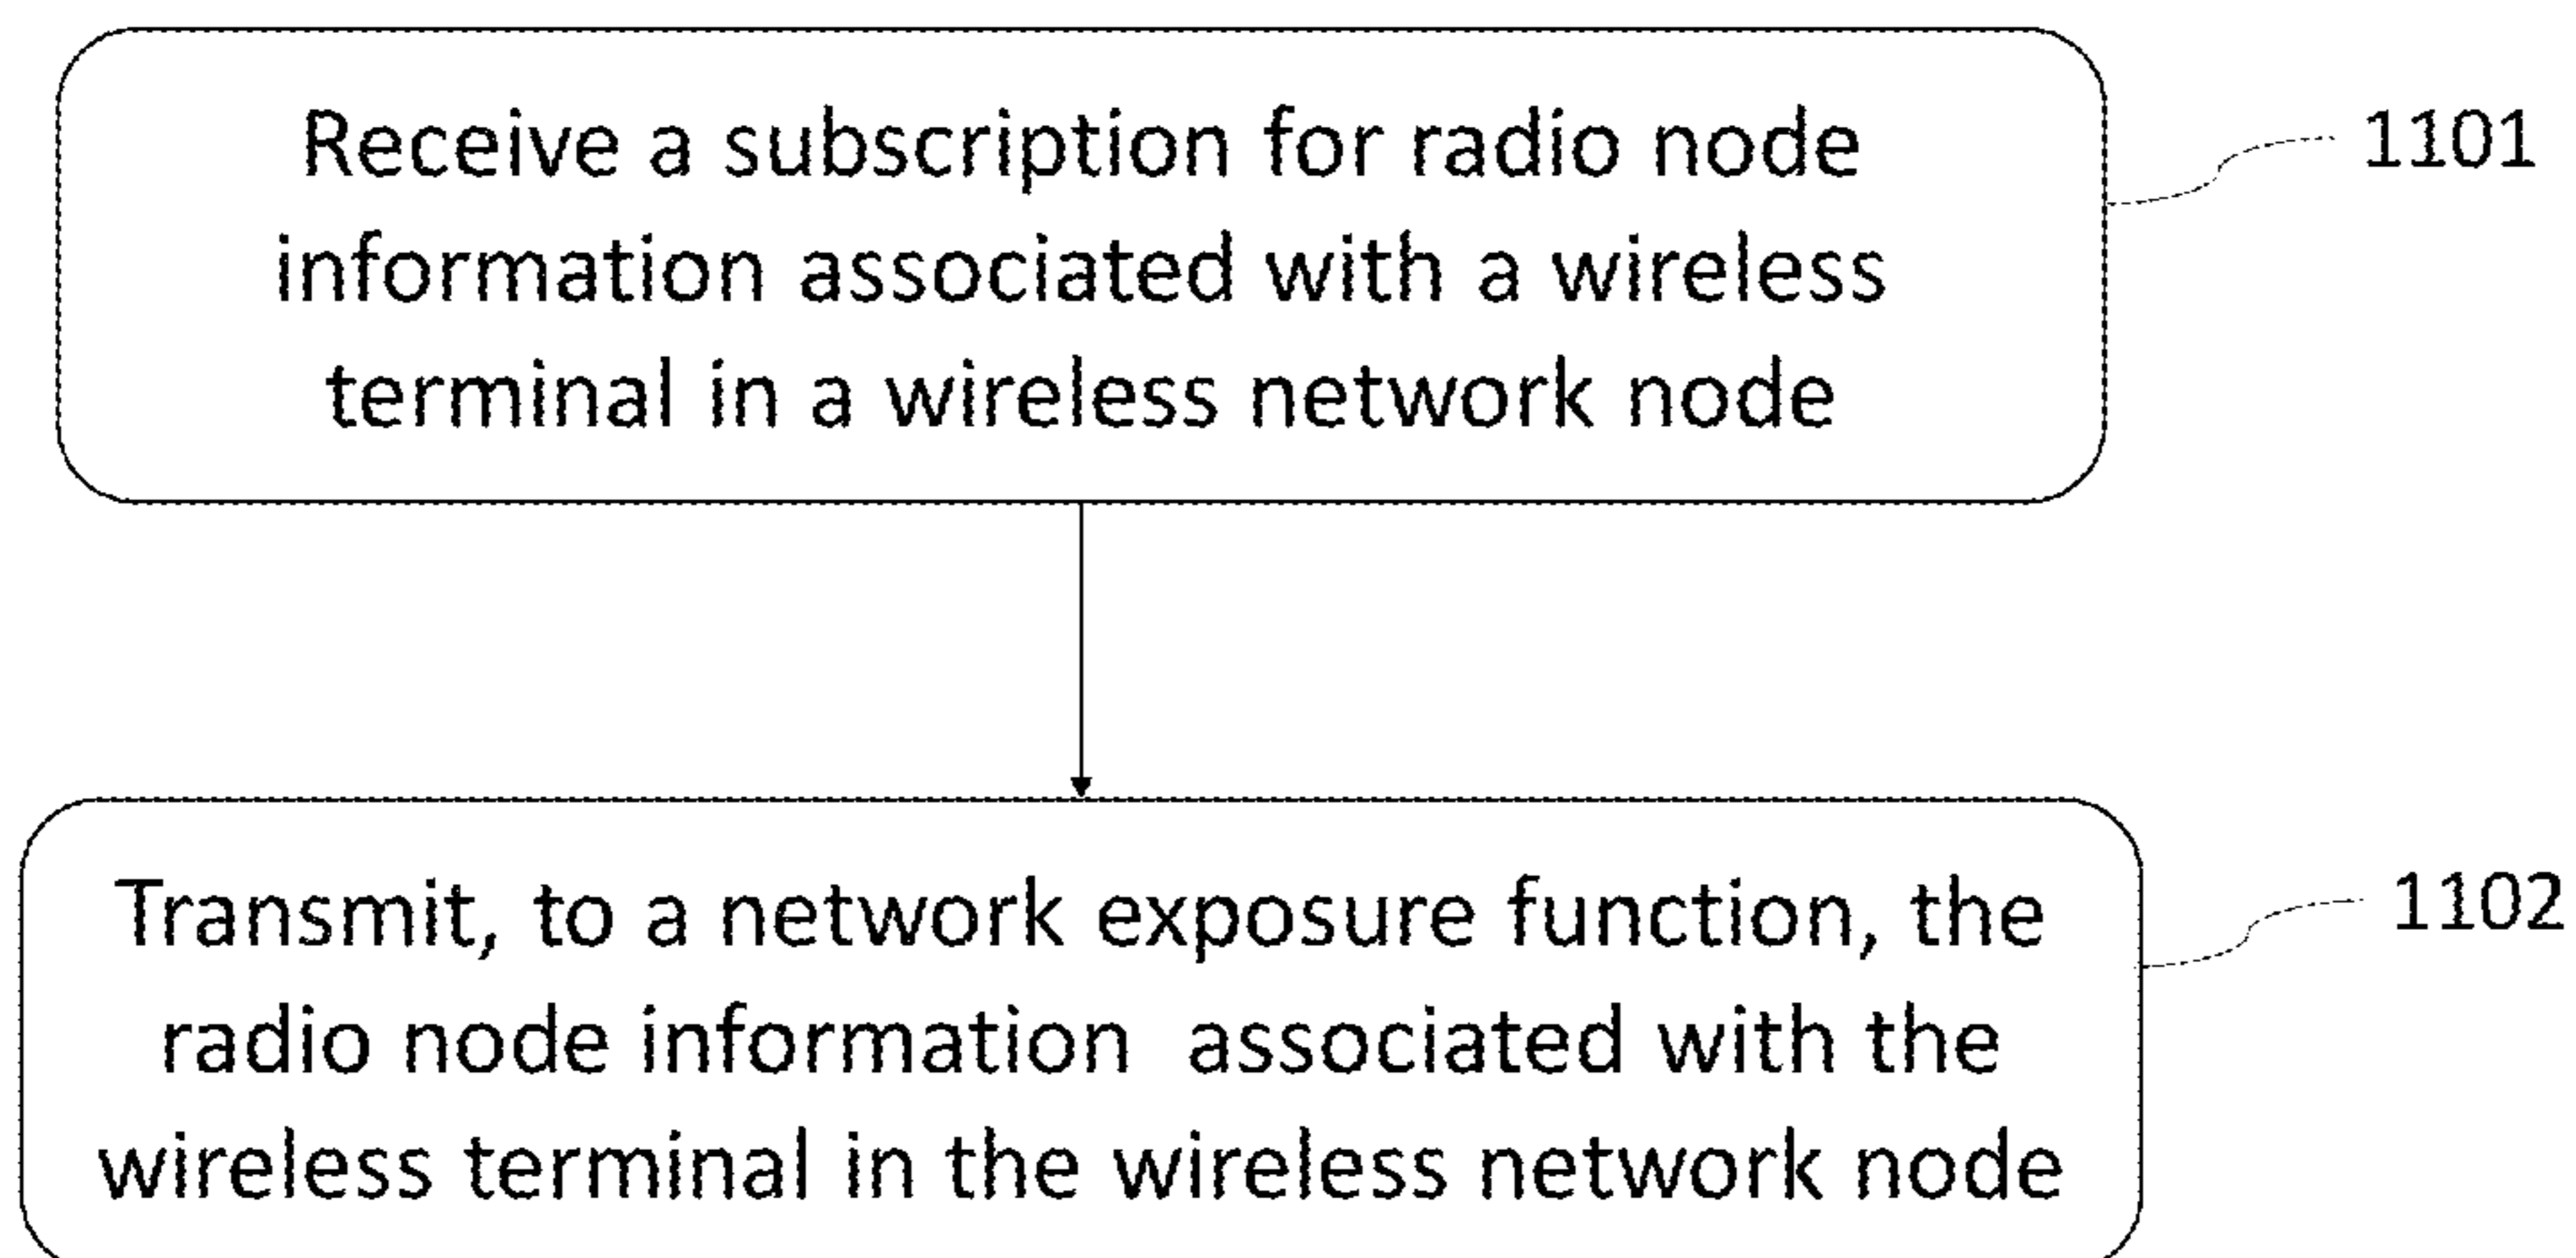 Receive a subscription for radio node
information associated with a wireless
terminal in a wireless network node
1101
Transmit, to a network exposure function, the
radio node information associated with the
wireless terminal in the wireless network node
1102